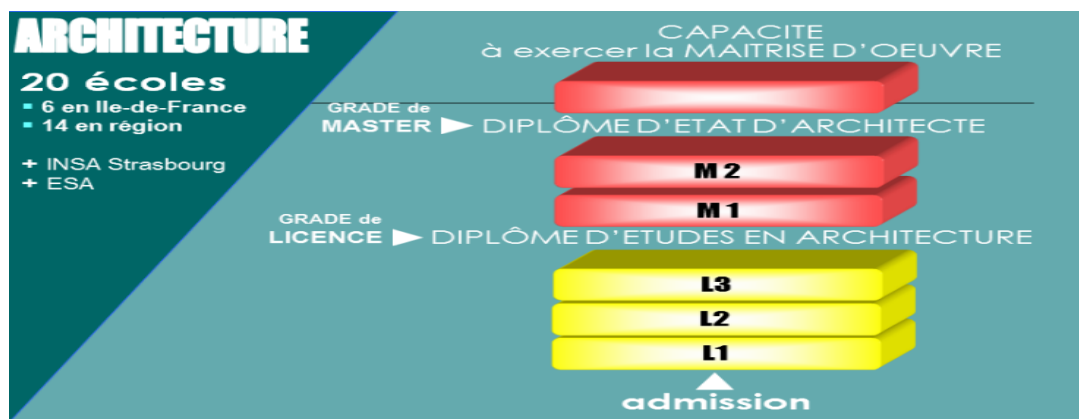 ARCHITECTURE
20 écoles
6 en Ile-de-France
14 en région
+ INSA Strasbourg
+ ESA
CAPACITE
à exercer la MAITRISE D'OEUVRE
GRADE de
MASTER DIPLÔME D'ETAT D'ARCHITECTE
M 2
M 1
GRADE de
LICENCE DIPLÔME D'ETUDES EN ARCHITECTURE
L3
L2
L1
admission